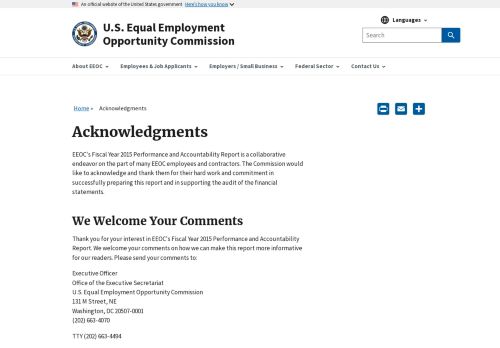 An official website of the United States government Here's how you know
U.S. Equal Employment
Opportunity Commission
Languages
Search
About EEOC
Employees & Job Applicants
Employers / Small Business
Federal Sector
Contact Us
Home » Acknowledgments
Acknowledgments
EEOC's Fiscal Year 2015 Performance and Accountability Report is a collaborative
endeavor on the part of many EEOC employees and contractors. The Commission would
like to acknowledge and thank them for their hard work and commitment in
successfully preparing this report and in supporting the audit of the financial
statements.
We Welcome Your Comments
Thank you for your interest in EEOC's Fiscal Year 2015 Performance and Accountability
Report. We welcome your comments on how we can make this report more informative
for our readers. Please send your comments to:
Executive Officer
Office of the Executive Secretariat
U.S. Equal Employment Opportunity Commission
131 M Street, NE
Washington, DC 20507-0001
(202) 663-4070
TTY (202) 663-4494